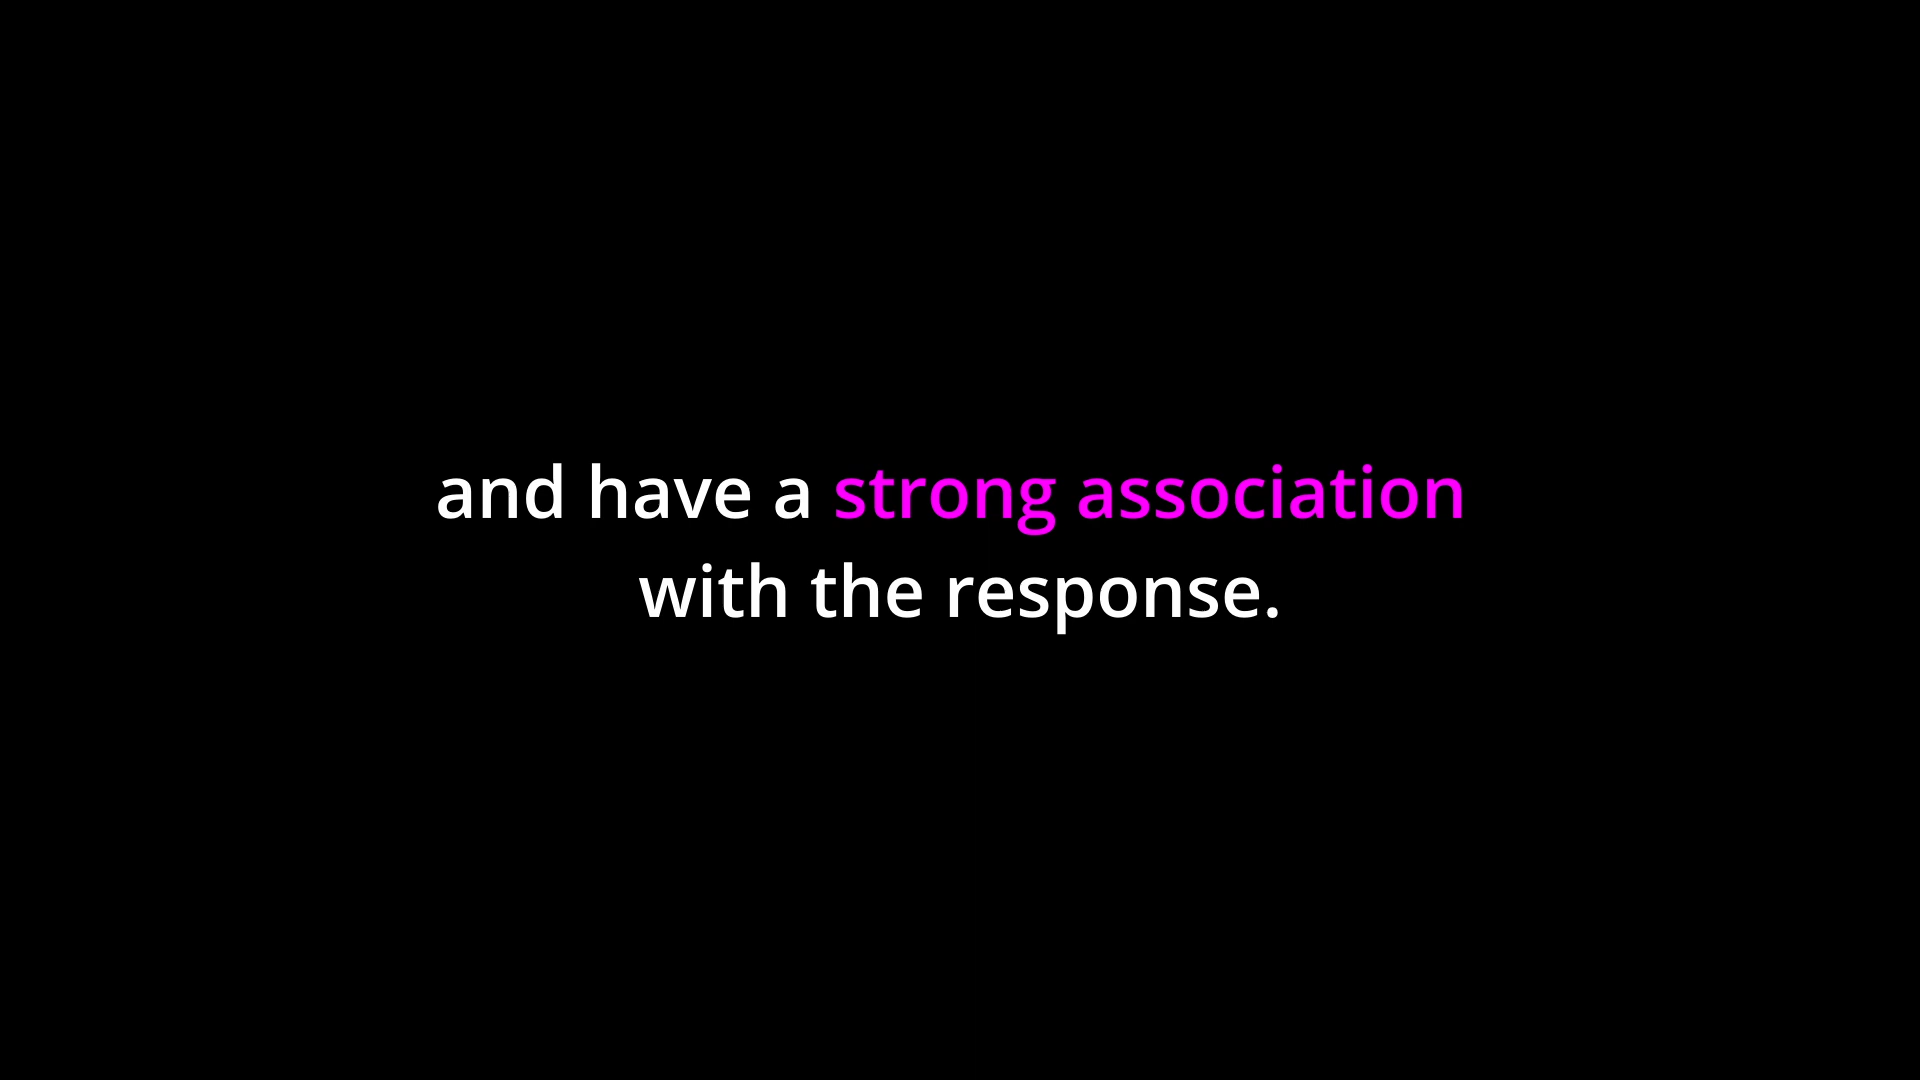 and have a strong association
with the response.